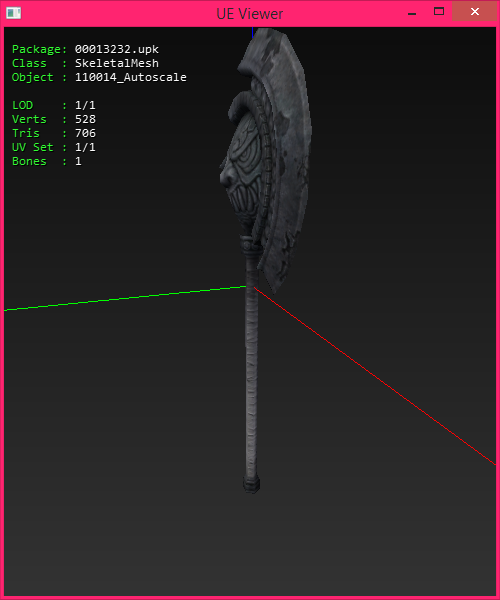 UE Viewer
Package: 00013232.upk
Class  : SkeletalMesh
Object : 110014_Autoscale
LOD    : 1/1
Verts  : 528
Tris   : 706
UV Set : 1/1
Bones  : 1